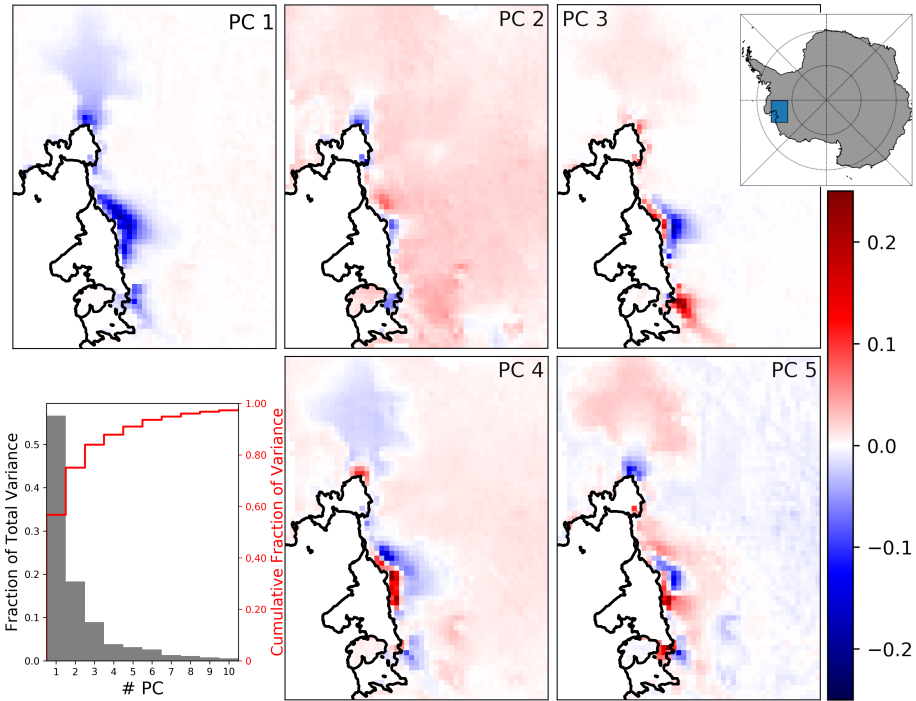 PC 1
PC 2
PC 3
0.2
0.1
0.0
−0.1
−0.2
PC 4
PC 5
Fraction of Total Variance
0.5
0.4
0.3
0.2
0.1
0.0
1 2 3 4 5 6 7 8 9 10
# PC
1.00
0.80
0.60
0.40
0.20
0
Cumulative Fraction of Variance